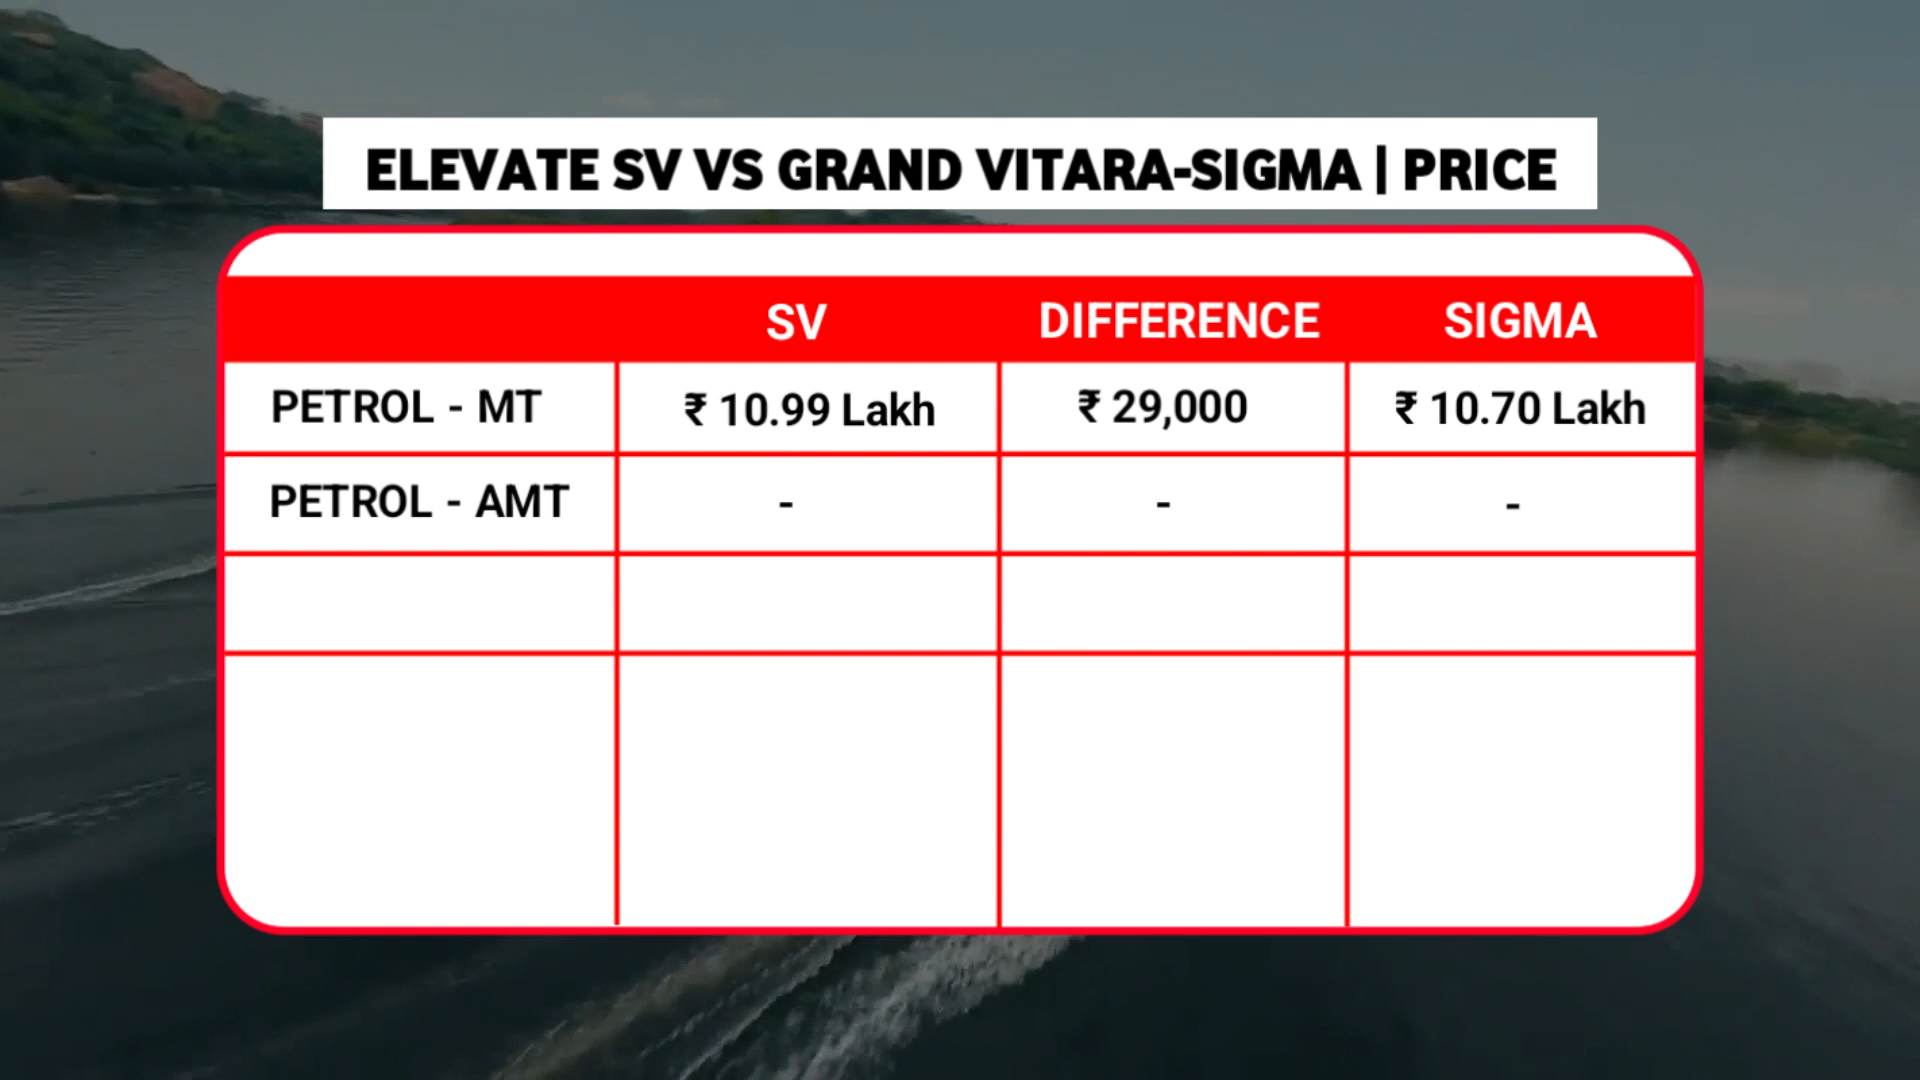 ELEVATE SV VS GRAND VITARA-SIGMA | PRICE
SV DIFFERENCE SIGMA
PETROL - MT ₹ 10.99 Lakh ₹ 29,000 ₹ 10.70 Lakh
PETROL - AMT - - -